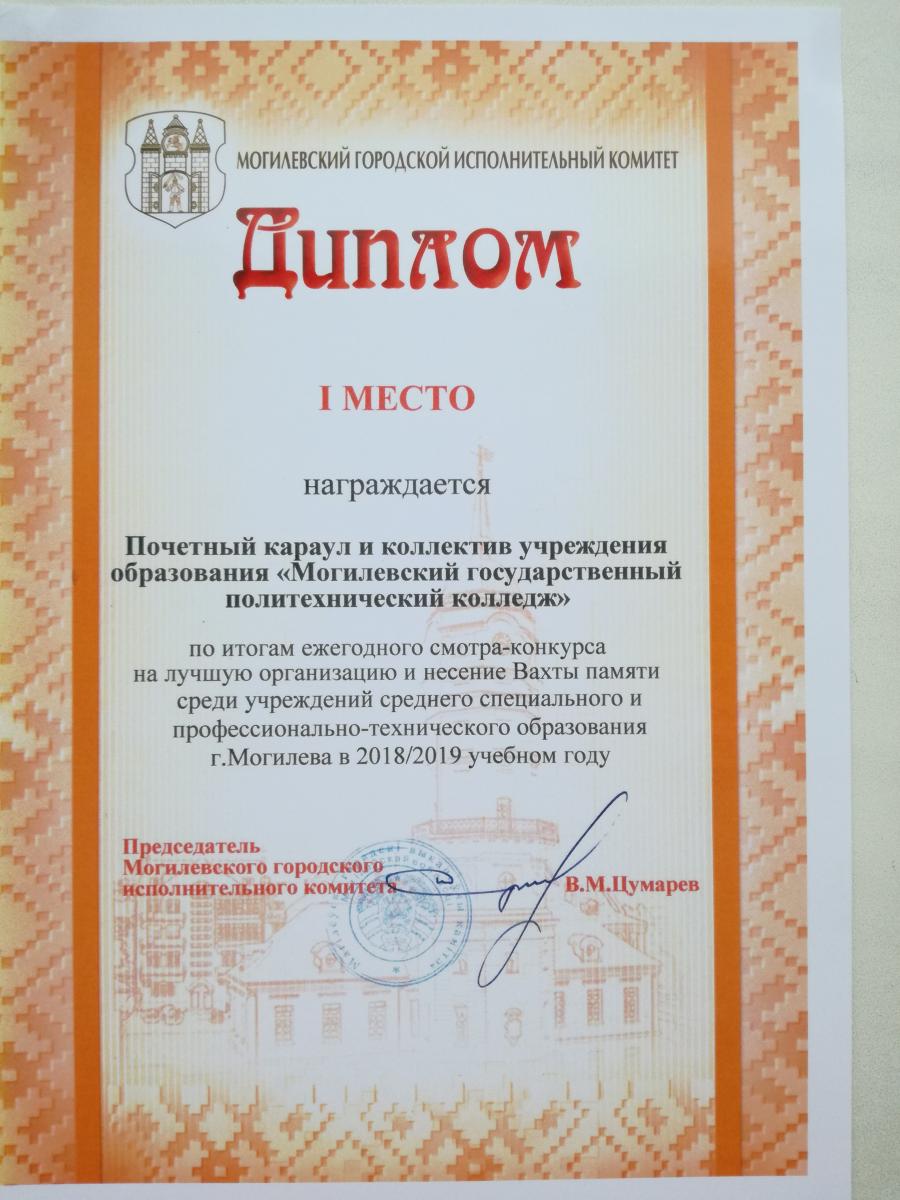 МОГИЛЕВСКИЙ ГОРОДСКОЙ ИСПОЛНИТЕЛЬНЫЙ КОМИТЕТ
Диплом
I МЕСТО
награждается
Почетный караул и коллектив учреждения
образования «Могилевский государственный
политехнический колледж»
по итогам ежегодного смотра-конкурса
на лучшую организацию и несение Вахты памяти
среди учреждений среднего специального и
профессионально-технического образования
г.Могилева в 2018/2019 учебном году
Председатель
Могилевского городского
исполнительного комитета
В.М.Цумарев